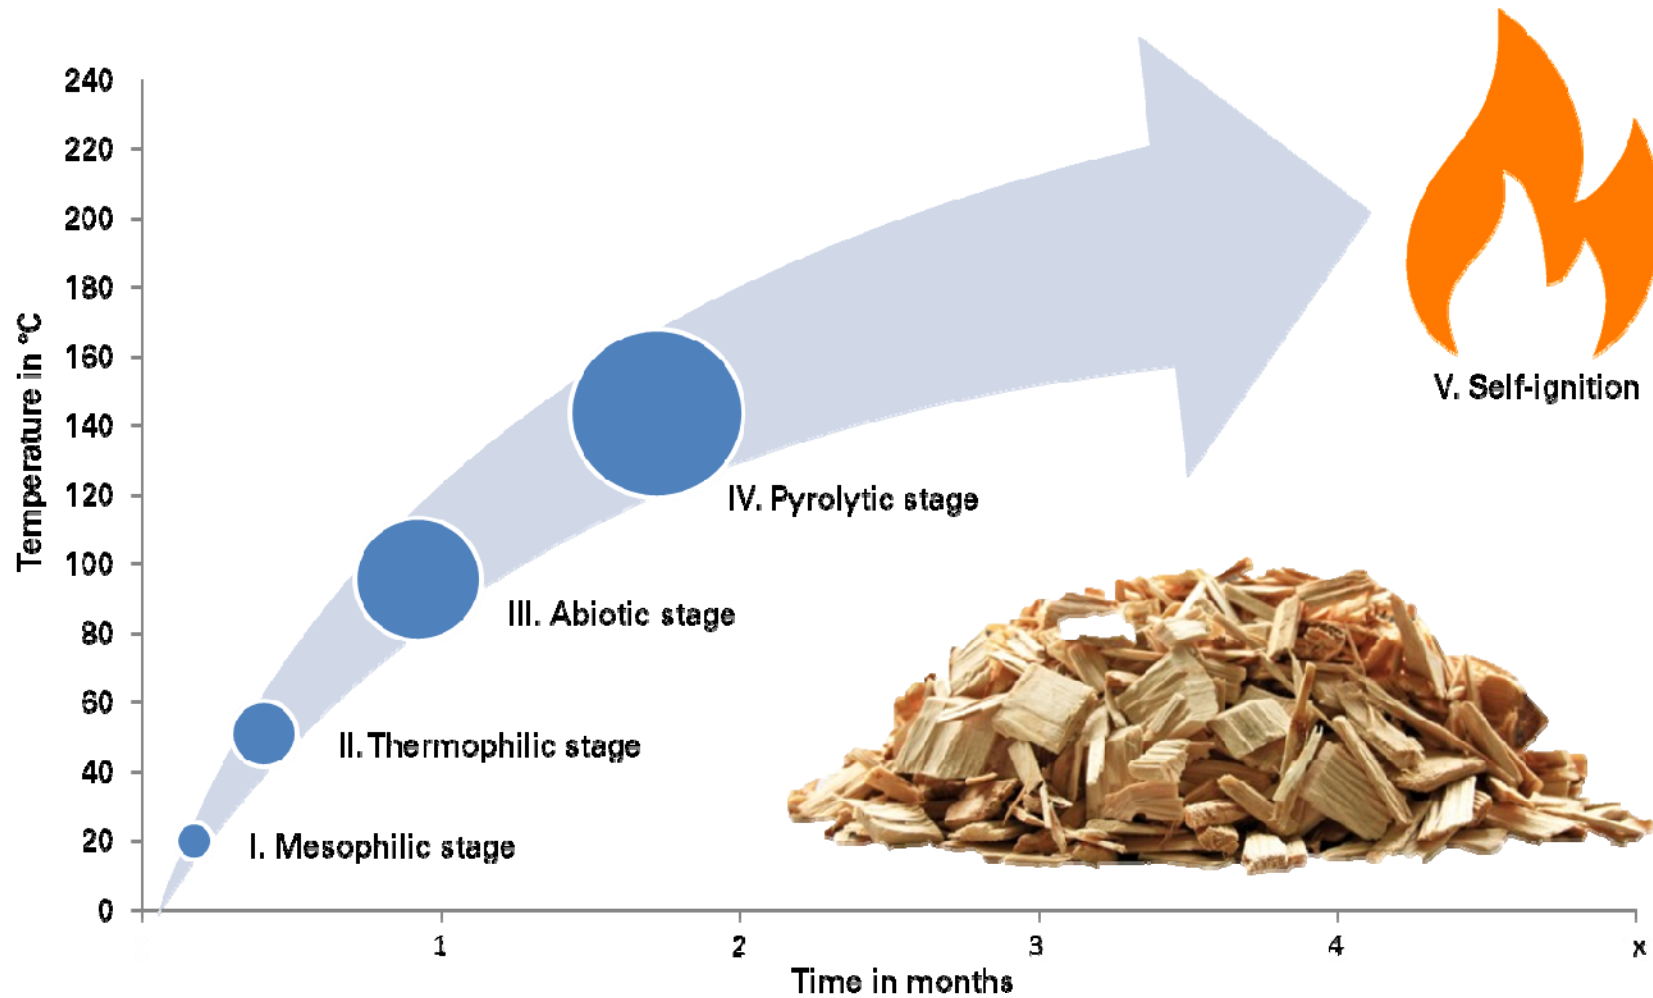 240
220
200
180
160
140
120
100
80
60
40
20
0
Temperature in °C
V. Self-ignition
IV. Pyrolytic stage
III. Abiotic stage
II. Thermophilic stage
I. Mesophilic stage
1 2 3 4 x
Time in months